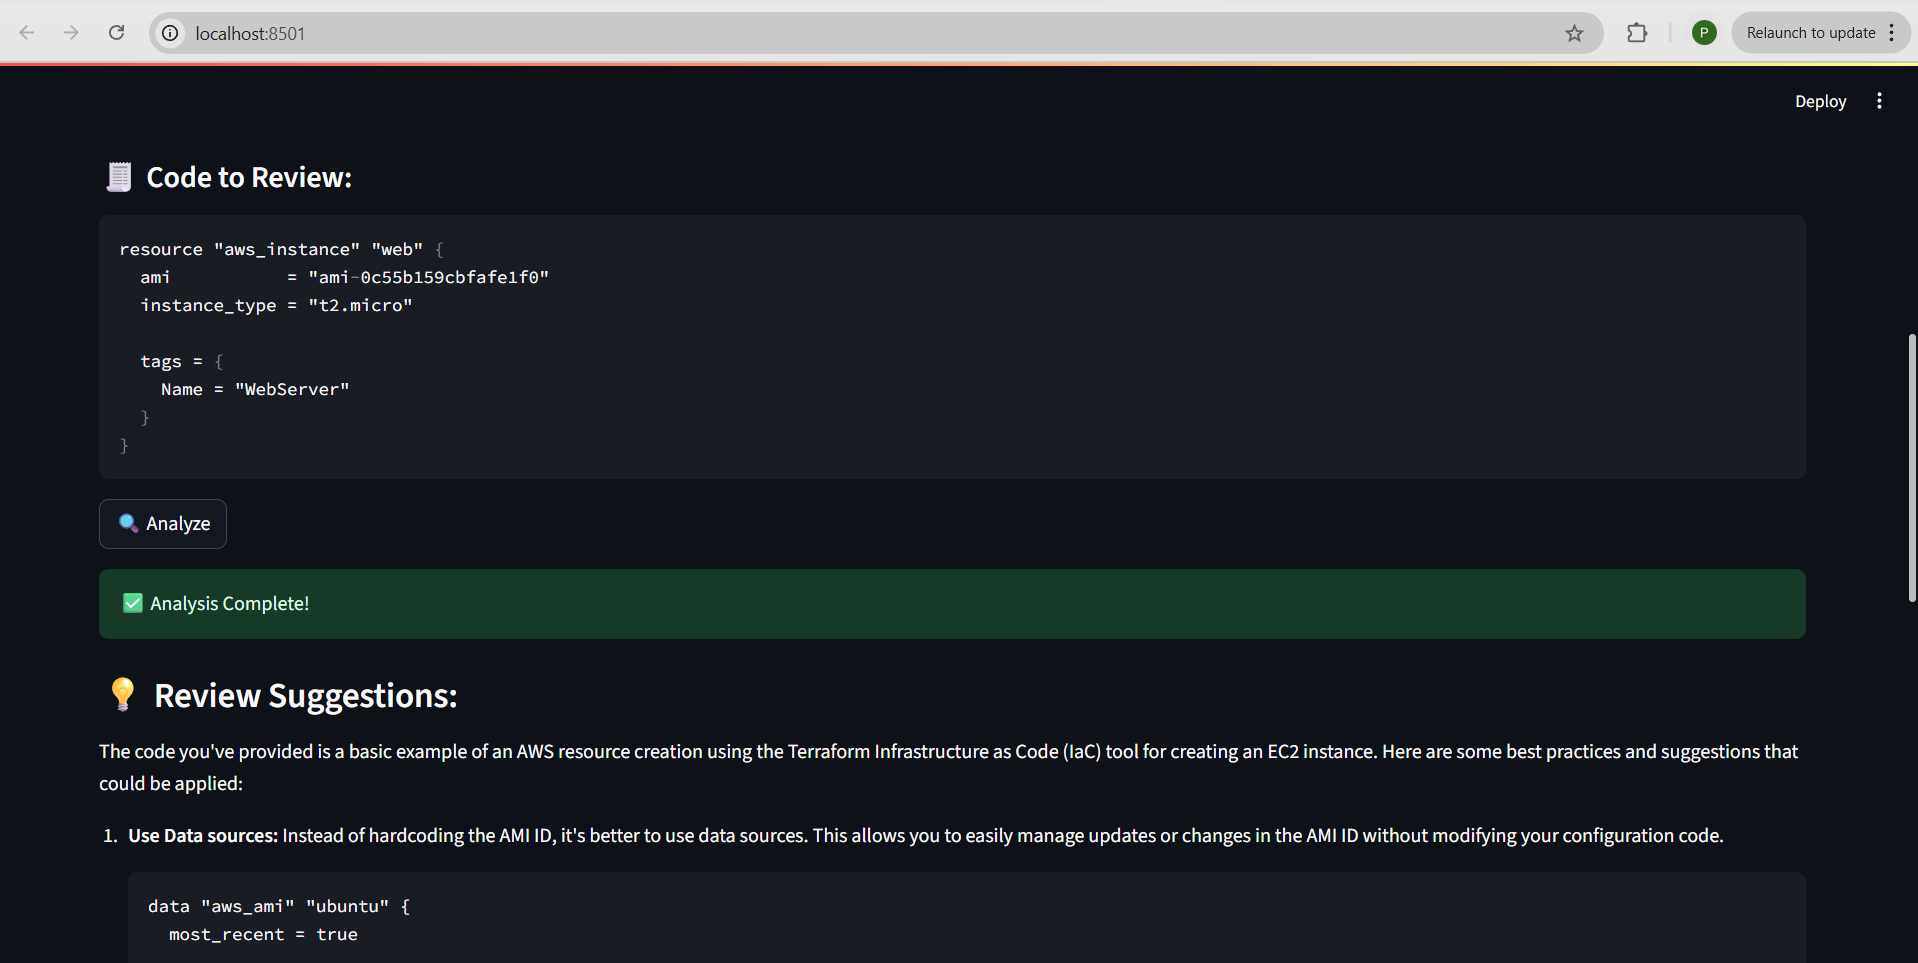 localhost:8501
P
Relaunch to update
Deploy
Code to Review:
resource "aws_instance" "web" {
  ami           = "ami-0c55b159cbfafe1f0"
  instance_type = "t2.micro"
  tags = {
    Name = "WebServer"
  }
}
Analyze
Analysis Complete!
Review Suggestions:
The code you've provided is a basic example of an AWS resource creation using the Terraform Infrastructure as Code (IaC) tool for creating an EC2 instance. Here are some best practices and suggestions that
could be applied:
1. Use Data sources: Instead of hardcoding the AMI ID, it's better to use data sources. This allows you to easily manage updates or changes in the AMI ID without modifying your configuration code.
data "aws_ami" "ubuntu" {
  most_recent = true